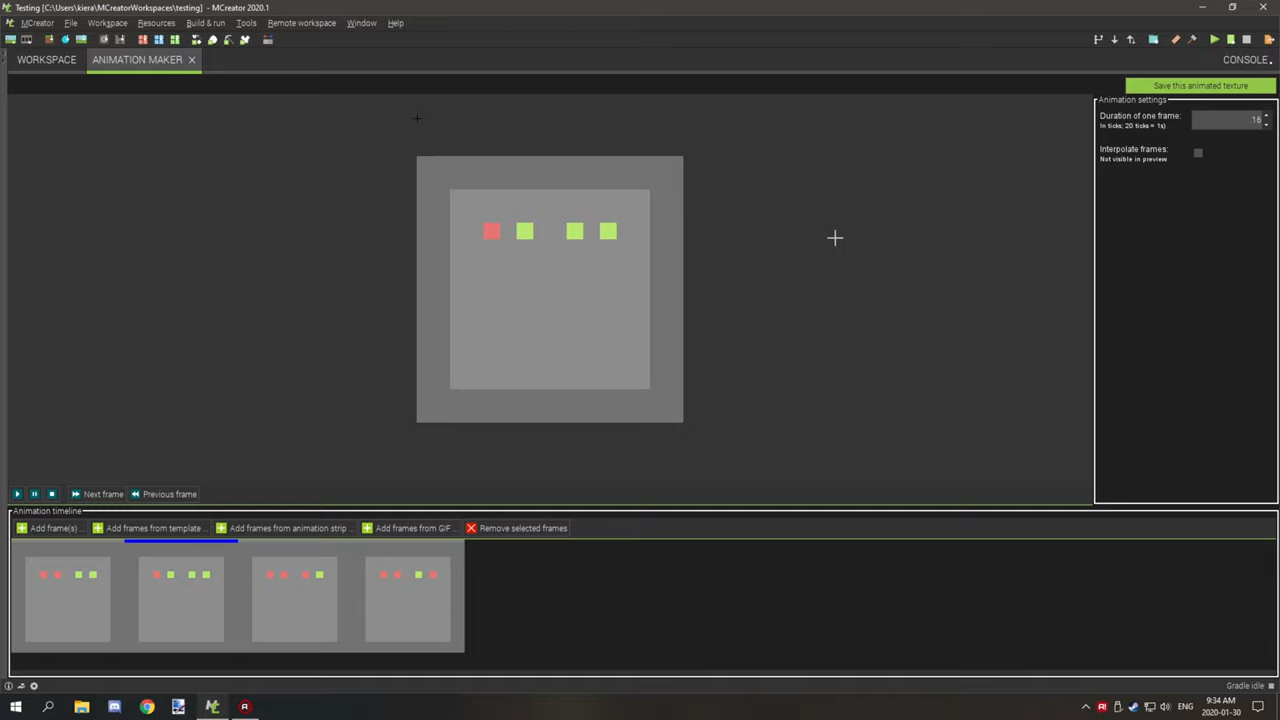 Testing [C:\Users\kiera\MCreatorWorkspaces\testing] - MCreator 2020.1
MCreator File Workspace Resources Build & run Tools Remote workspace Window Help
WORKSPACE ANIMATION MAKER CONSOLE
Save this animated texture
Animation settings
Duration of one frame: 16
In ticks; 20 ticks = 1s)
Interpolate frames:
Not visible in preview
Next frame Previous frame
Animation timeline
Add frame(s) ... Add frames from template ... Add frames from animation strip ... Add frames from GIF ... Remove selected frames
Gradle idle
ENG
9:34 AM
2020-01-30